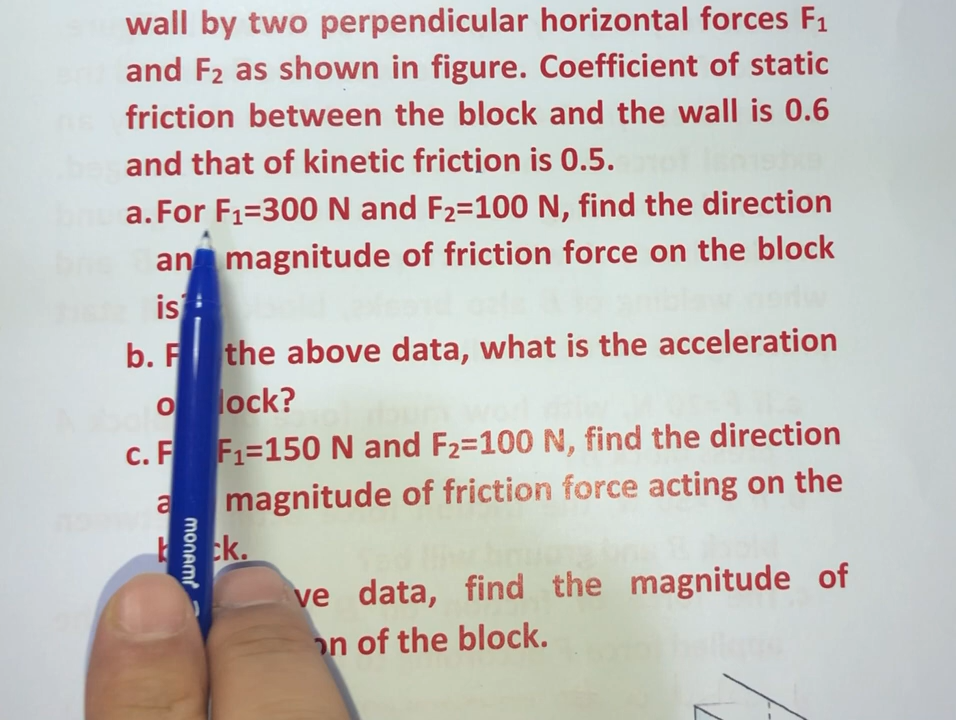 wall by two perpendicular horizontal forces F₁
and F₂ as shown in figure. Coefficient of static
friction between the block and the wall is 0.6
and that of kinetic friction is 0.5.
a. For F₁=300 N and F₂=100 N, find the direction
magnitude of friction force on the block
is
b. the above data, what is the acceleration
c. F₁=150 N and F₂=100 N, find the direction
magnitude of friction force acting on the
data, find the magnitude of
of the block.
monami